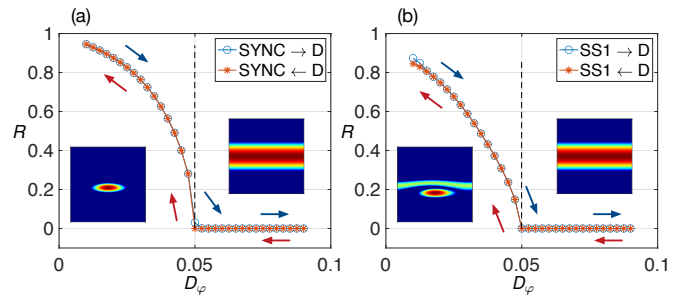 (a)
SYNC → D
SYNC ← D
R
1
0.8
0.6
0.4
0.2
0
0
0.05
0.1
D_φ
(b)
SS1 → D
SS1 ← D
R
1
0.8
0.6
0.4
0.2
0
0
0.05
0.1
D_φ